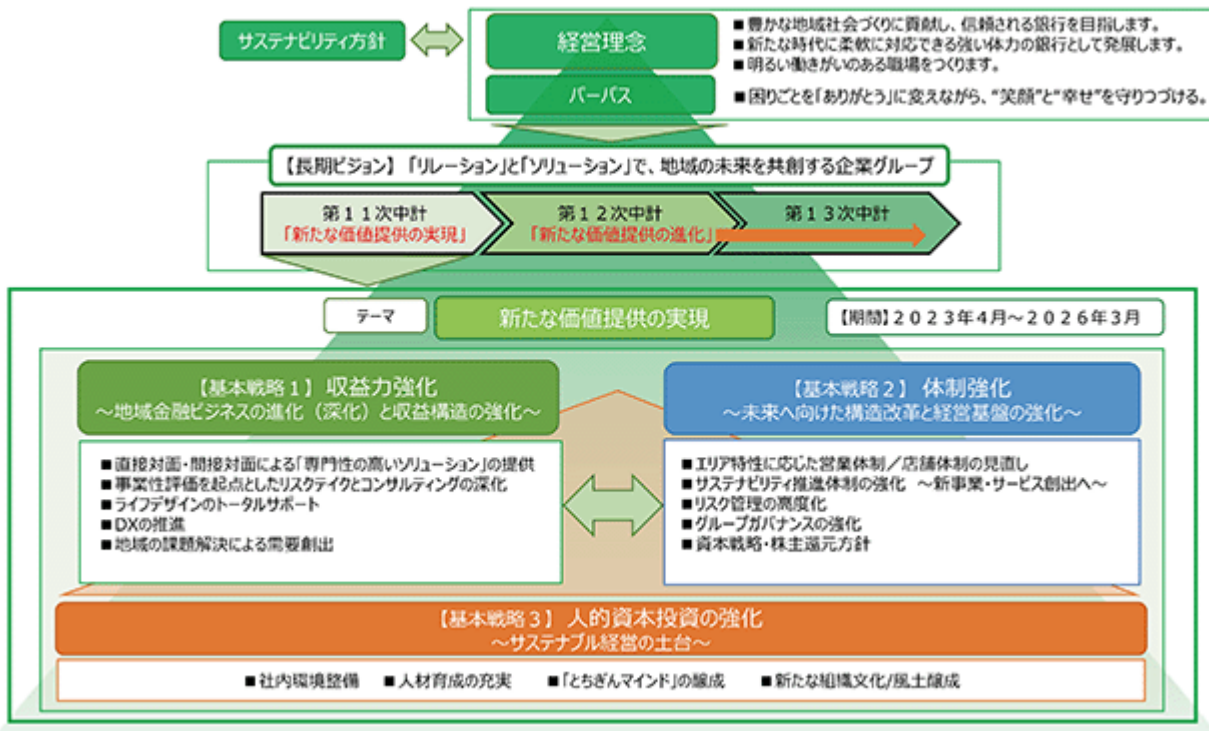 サステナビリティ方針
経営理念
■豊かな地域社会づくりに貢献し、信頼される銀行を目指します。
■新たな時代に柔軟に対応できる強い体力の銀行として発展します。
■明るい働きがいのある職場をつくります。
パーパス
■困りごとを「ありがとう」に変えながら、“笑顔”と“幸せ”を守りつづける。
【長期ビジョン】「リレーション」と「ソリューション」で、地域の未来を共創する企業グループ
第11次中計
「新たな価値提供の実現」
第12次中計
「新たな価値提供の進化」
第13次中計
テーマ
新たな価値提供の実現
【期間】2023年4月～2026年3月
【基本戦略1】 収益力強化
～地域金融ビジネスの進化（深化）と収益構造の強化～
■直接対面・間接対面による「専門性の高いソリューション」の提供
■事業性評価を起点としたリスクテイクとコンサルティングの深化
■ライフデザインのトータルサポート
■DXの推進
■地域の課題解決による需要創出
【基本戦略2】 体制強化
～未来へ向けた構造改革と経営基盤の強化～
■エリア特性に応じた営業体制／店舗体制の見直し
■サステナビリティ推進体制の強化 ～新事業・サービス創出へ～
■リスク管理の高度化
■グループガバナンスの強化
■資本戦略・株主還元方針
【基本戦略3】 人的資本投資の強化
～サステナブル経営の土台～
■社内環境整備 ■人材育成の充実 ■「とちぎんマインド」の醸成 ■新たな組織文化/風土醸成